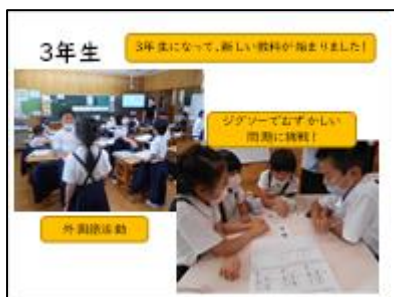 3年生
3年生になって、新しい教科が始まりました！
ジグソーでむずかしい
問題に挑戦！
外国語活動